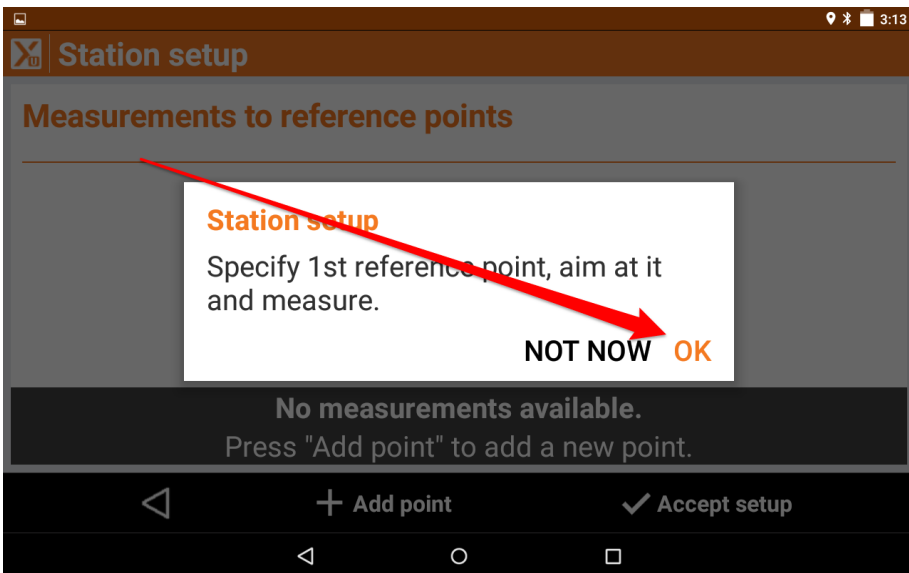 3:13
Station setup
Measurements to reference points
Station setup
Specify 1st reference point, aim at it
and measure.
NOT NOW OK
No measurements available.
Press "Add point" to add a new point.
Add point Accept setup